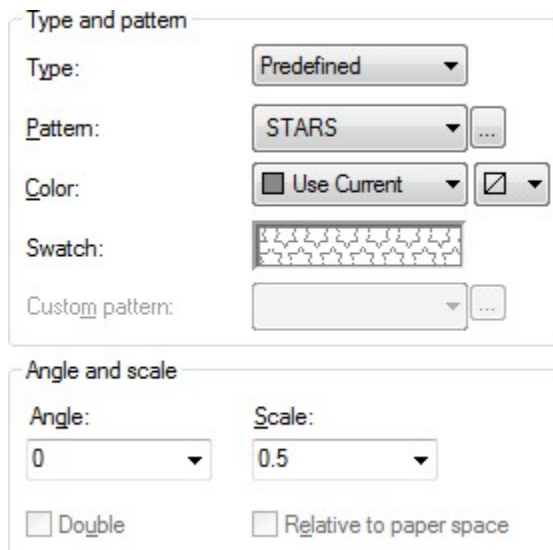 Type and pattern
Type: Predefined
Pattern: STARS ...
Color: Use Current
Swatch:
Custom pattern: ...
Angle and scale
Angle: Scale:
0 0.5
Double Relative to paper space